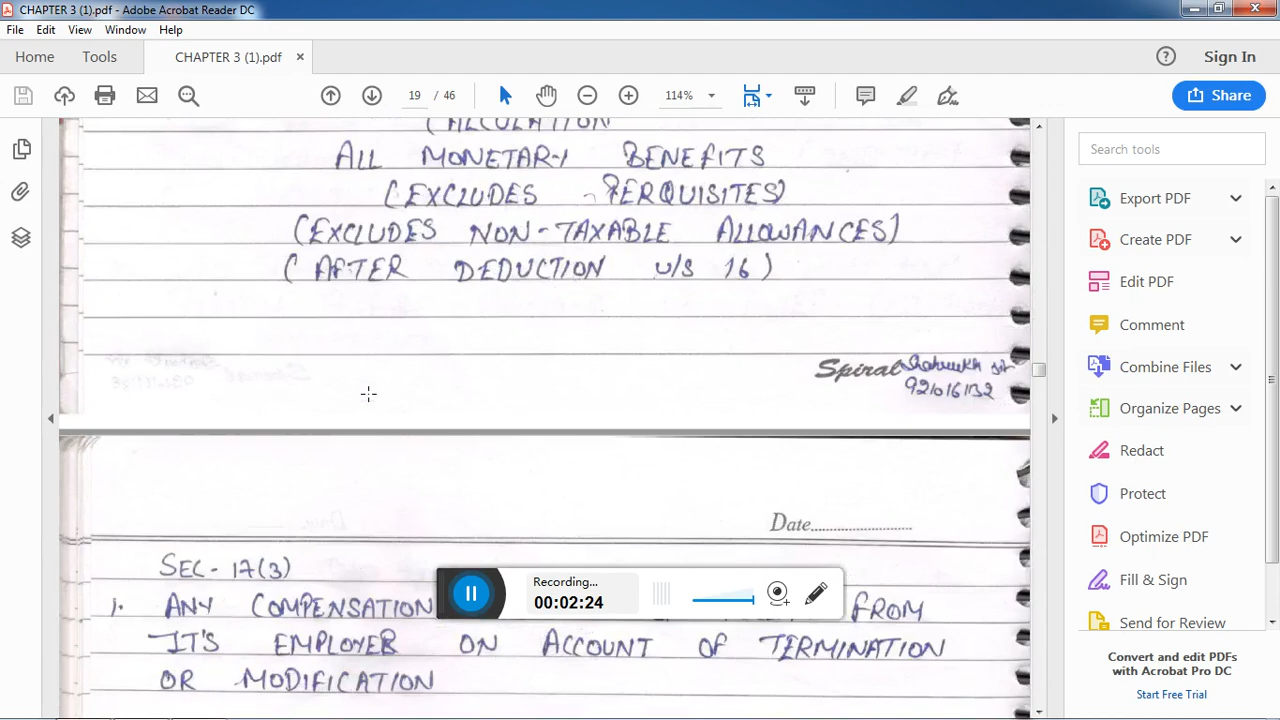 CHAPTER 3 (1).pdf - Adobe Acrobat Reader DC
File Edit View Window Help
Home Tools CHAPTER 3 (1).pdf × Sign In
19 / 46 114% Share
CALCULATION
ALL MONETARY BENEFITS
(EXCLUDES - PERQUISITES)
(EXCLUDES NON-TAXABLE ALLOWANCES)
(AFTER DEDUCTION u/s 16)
Spiral Shahrukh sir
9210161132
Date
SEC - 17(3)
1. ANY COMPENSATION FROM
IT'S EMPLOYER ON ACCOUNT OF TERMINATION
OR MODIFICATION
Recording...
00:02:24
Search tools
Export PDF
Create PDF
Edit PDF
Comment
Combine Files
Organize Pages
Redact
Protect
Optimize PDF
Fill & Sign
Send for Review
Convert and edit PDFs
with Acrobat Pro DC
Start Free Trial